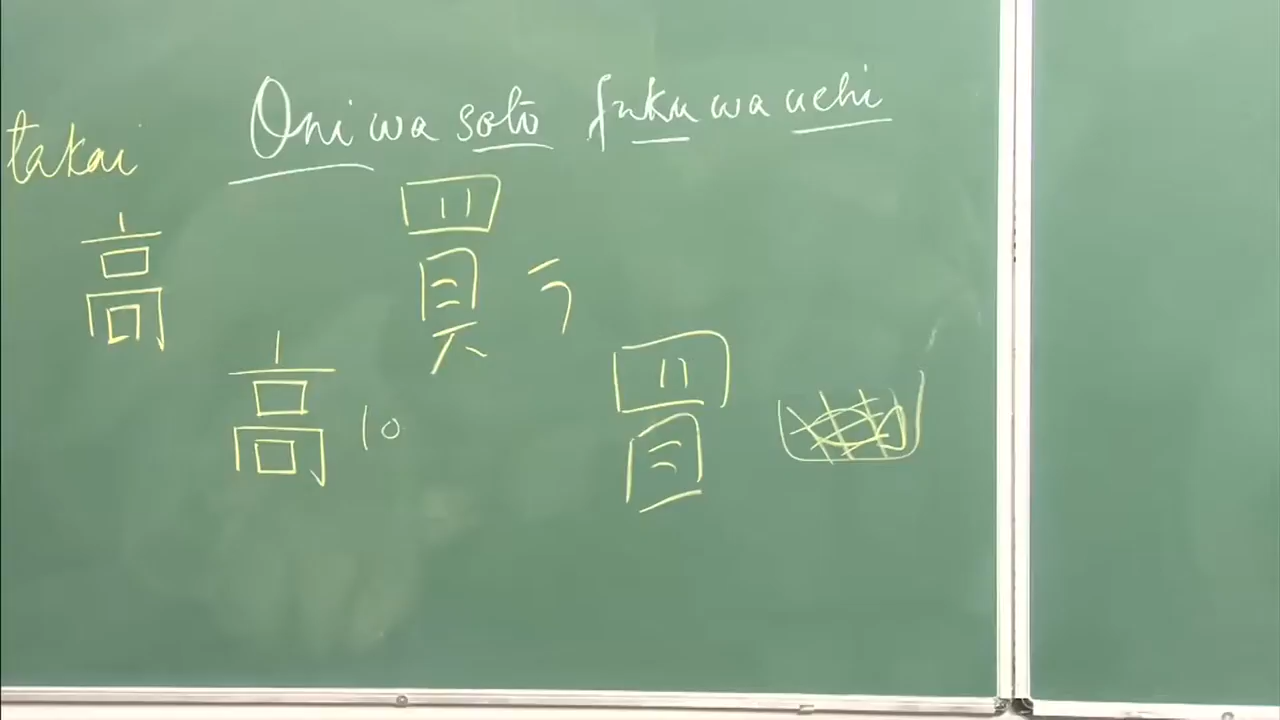 takai Oni wa soto fuku wa uchi
高 買う
高 10 買